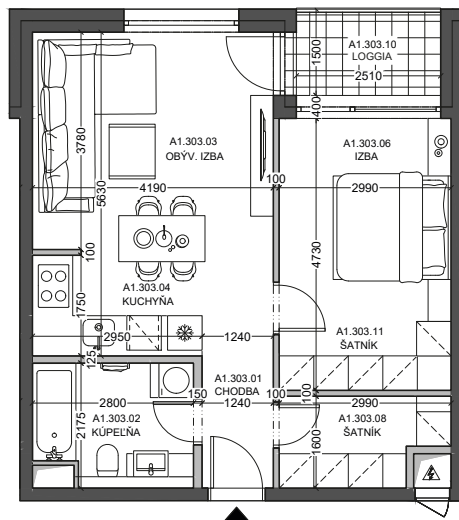 1500
A1.303.10
LOGGIA
2510
400
3780
5630
A1.303.03
OBÝV. IZBA
A1.303.06
IZBA
4190
100
2990
100
4730
A1.303.04
KUCHYŇA
1750
2950
1240
A1.303.11
ŠATNÍK
125
A1.303.01
CHODBA
2800
150
1240
100
100
2990
A1.303.02
KÚPEĽŇA
2175
A1.303.08
ŠATNÍK
1600